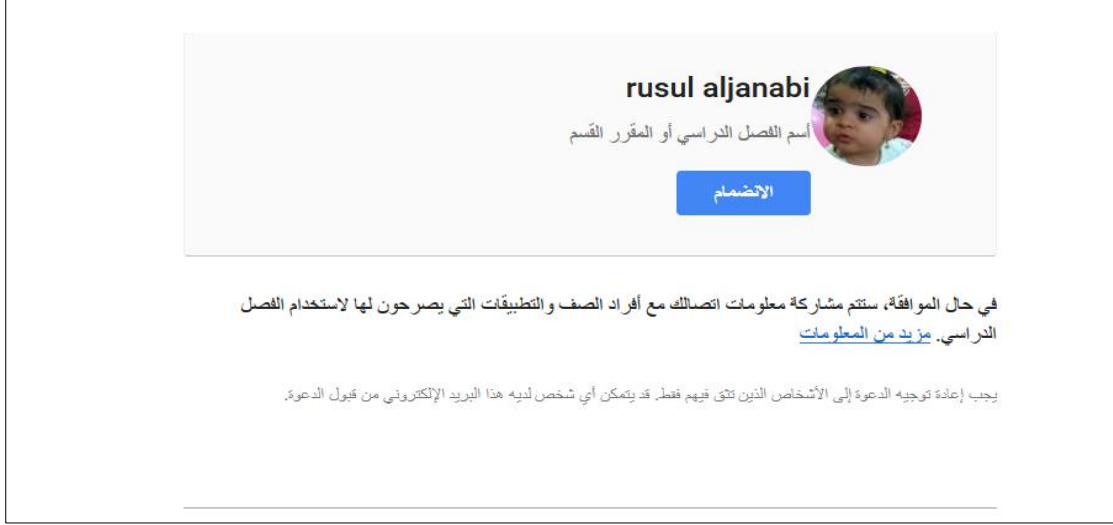 rusul aljanabi
أسم الفصل الدراسي أو المقرر القسم
الانضمام
في حال الموافقة، ستتم مشاركة معلومات اتصالك مع أفراد الصف والتطبيقات التي يصرحون لها لاستخدام الفصل
الدراسي. مزيد من المعلومات
يجب إعادة توجيه الدعوة إلى الأشخاص الذين تثق فيهم فقط. قد يتمكن أي شخص لديه هذا البريد الإلكتروني من قبول الدعوة.